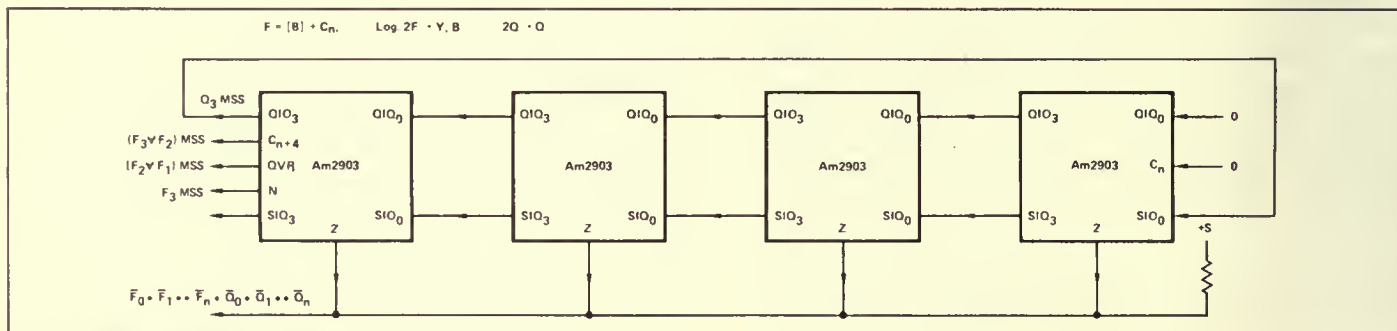 F = [B] + Cn. Log. 2F · Y, B 2Q · Q
Q3 MSS
QIO3 QIO0 QIO3 QIO0 QIO3 QIO0 QIO3 QIO0 0
(F3∀F2) MSS Cn+4
[F2∀F1) MSS QVR Am2903 Am2903 Am2903 Am2903 Cn 0
F3 MSS N
SIO3 SIO0 SIO3 SIO0 SIO3 SIO0 SIO3 SIO0
Z Z Z Z +S
F̄0 • F̄1 •• F̄n • Q̄0 • Q̄1 •• Q̄n